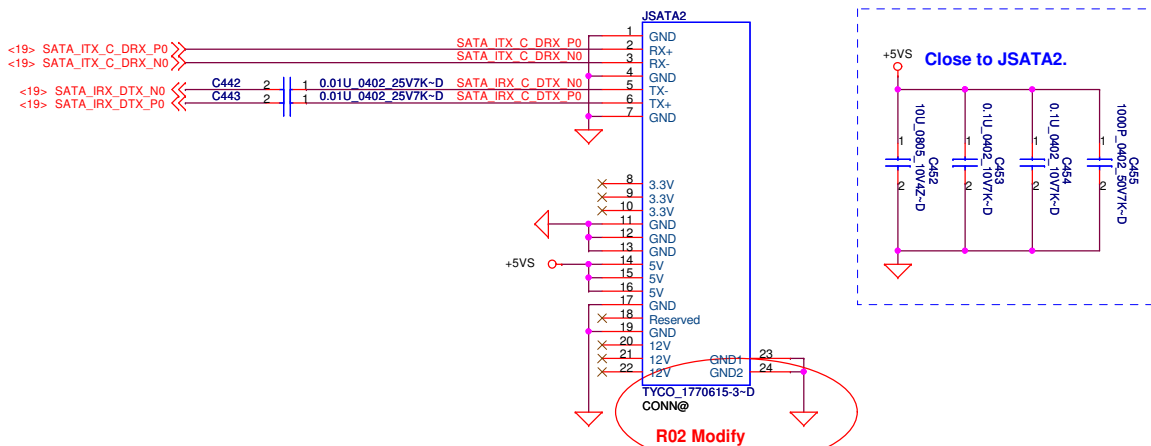 JSATA2
1 GND
<19> SATA_ITX_C_DRX_P0 SATA_ITX_C_DRX_P0 2 RX+
<19> SATA_ITX_C_DRX_N0 SATA_ITX_C_DRX_N0 3 RX-
4 GND
<19> SATA_IRX_DTX_N0 C442 2 1 0.01U_0402_25V7K~D SATA_IRX_C_DTX_N0 5 TX-
<19> SATA_IRX_DTX_P0 C443 2 1 0.01U_0402_25V7K~D SATA_IRX_C_DTX_P0 6 TX+
7 GND
8 3.3V
9 3.3V
10 3.3V
11 GND
12 GND
13 GND
+5VS 14 5V
15 5V
16 5V
17 GND
18 Reserved
19 GND
20 12V
21 12V GND1 23
22 12V GND2 24
TYCO_1770615-3~D
CONN@
R02 Modify
+5VS
Close to JSATA2.
1 2 C452
10U_0805_10V4Z~D
1 2 C453
0.1U_0402_10V7K~D
1 2 C454
0.1U_0402_10V7K~D
1 2 C455
1000P_0402_50V7K~D